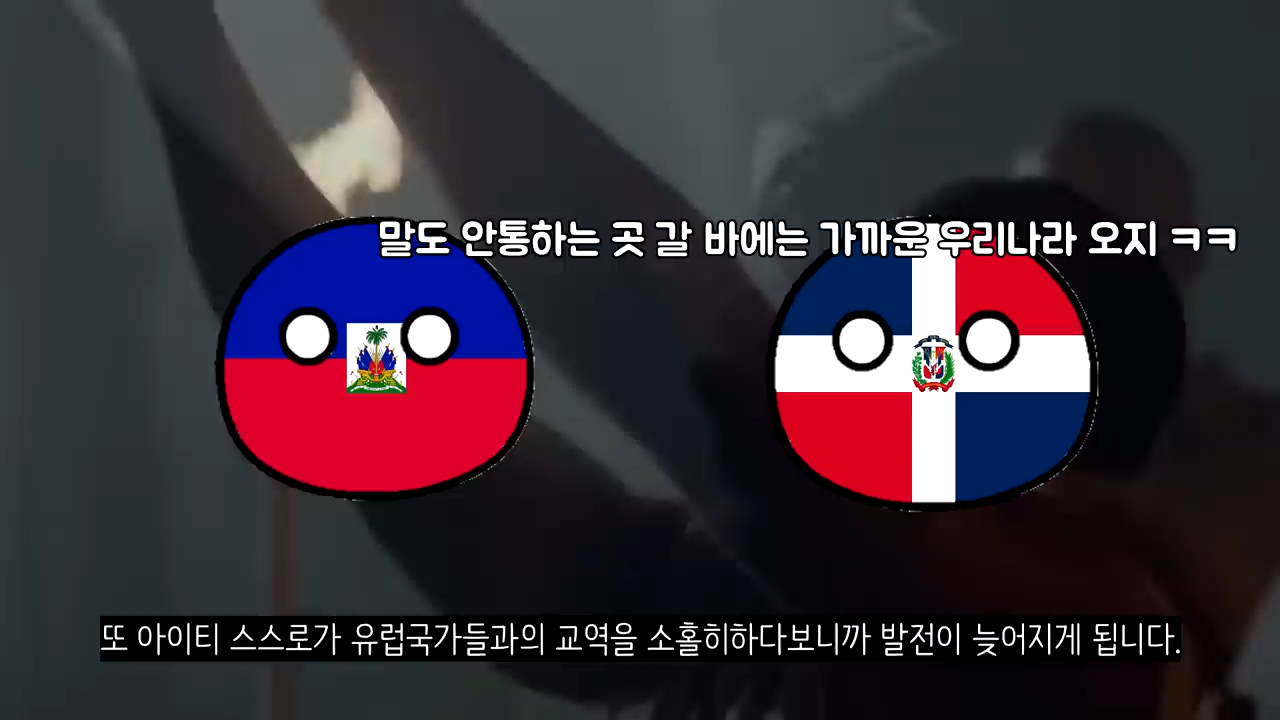 말도 안통하는 곳 갈 바에는 가까운 우리나라 오지 ㅋㅋ
또 아이티 스스로가 유럽국가들과의 교역을 소홀히하다보니까 발전이 늦어지게 됩니다.